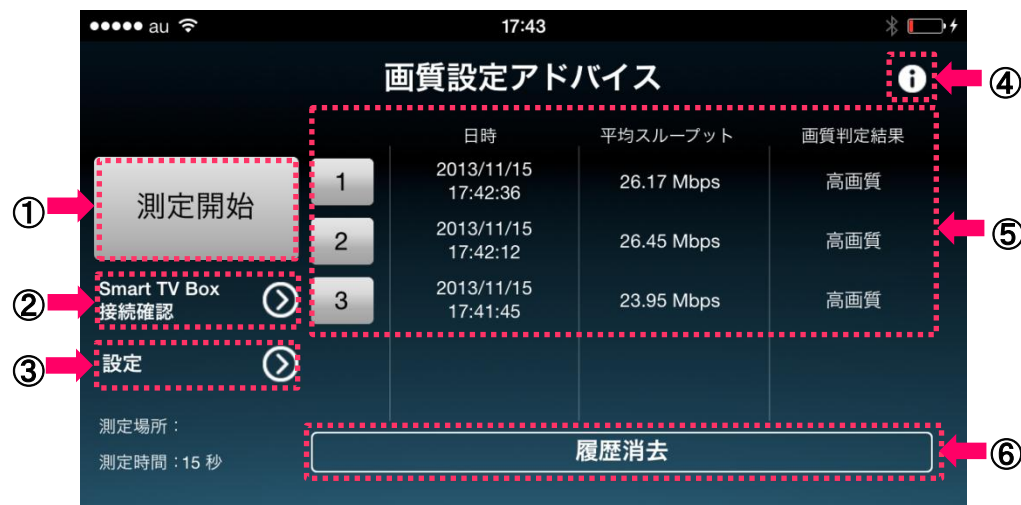 au 17:43
画質設定アドバイス
④
日時 平均スループット 画質判定結果
① 測定開始
1 2013/11/15 17:42:36 26.17 Mbps 高画質
2 2013/11/15 17:42:12 26.45 Mbps 高画質
⑤
② Smart TV Box
接続確認
3 2013/11/15 17:41:45 23.95 Mbps 高画質
③ 設定
測定場所：
測定時間：15 秒
履歴消去
⑥